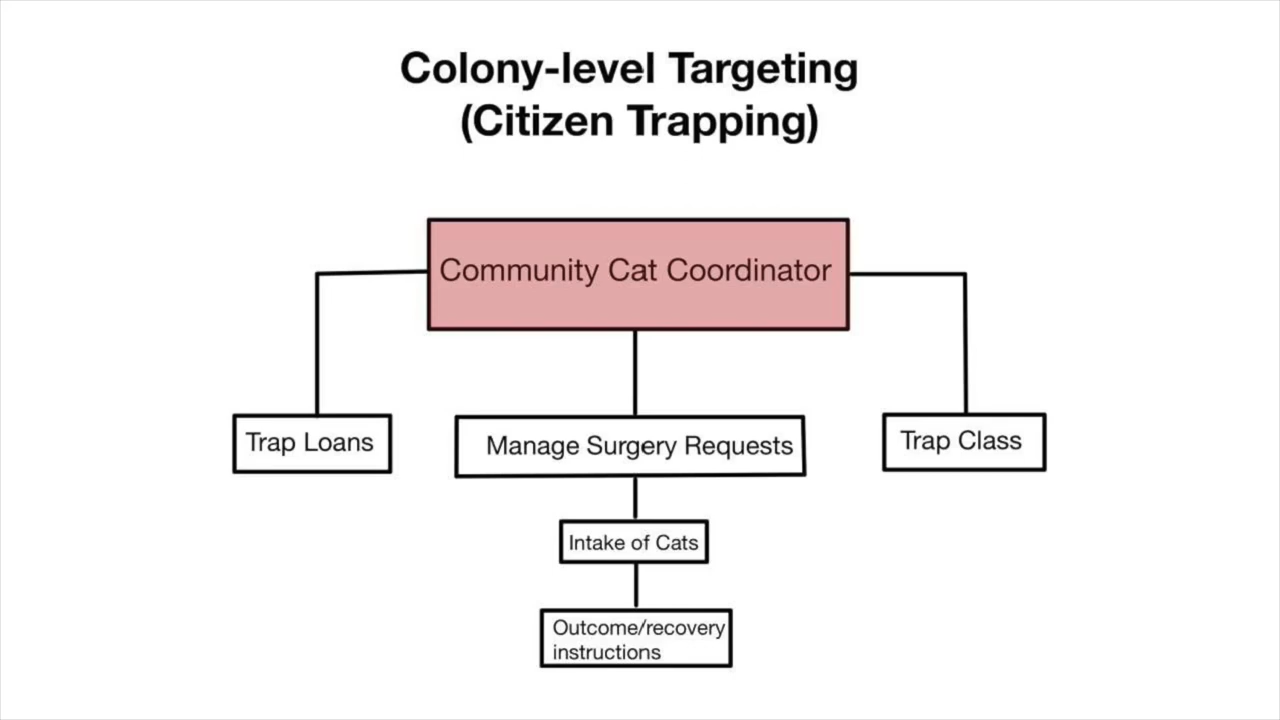 Colony-level Targeting
(Citizen Trapping)
Community Cat Coordinator
Trap Loans
Manage Surgery Requests
Trap Class
Intake of Cats
Outcome/recovery
instructions